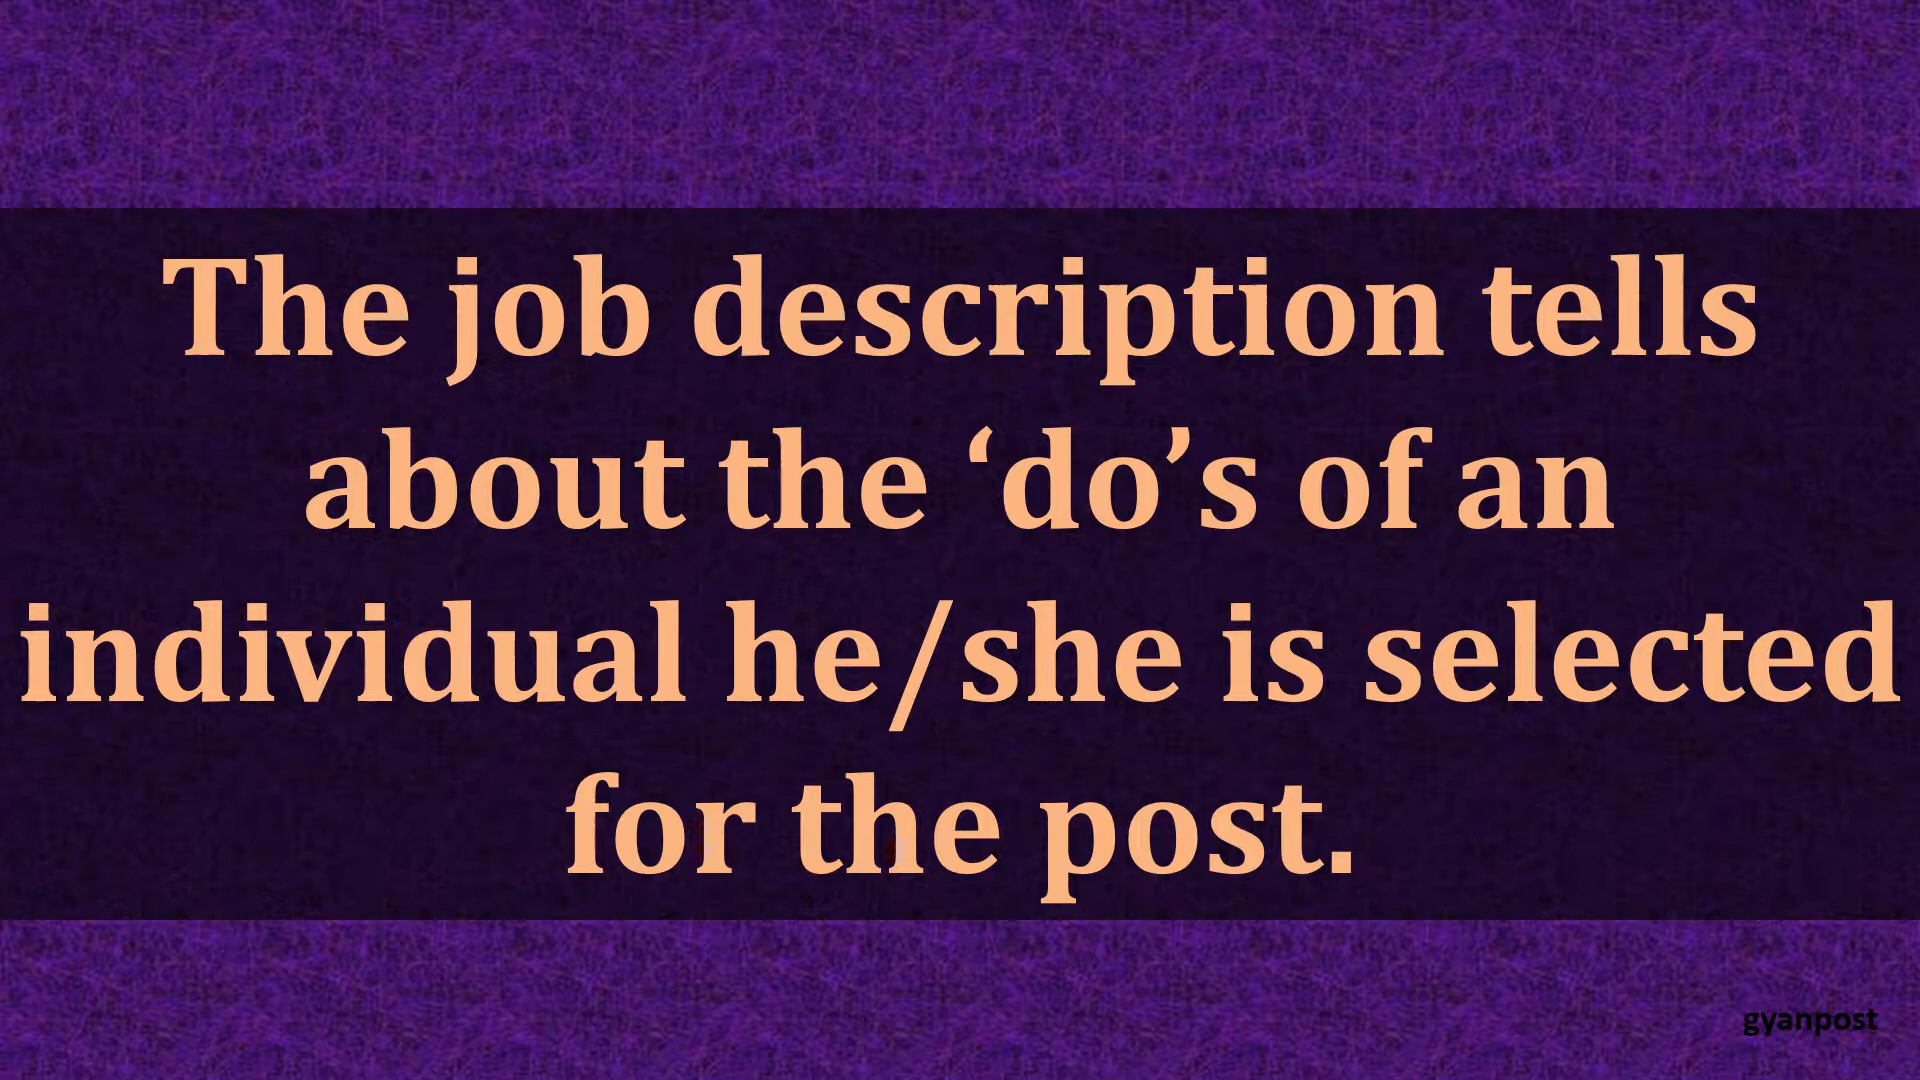 The job description tells
about the ‘do’s of an
individual he/she is selected
for the post.
gyanpost